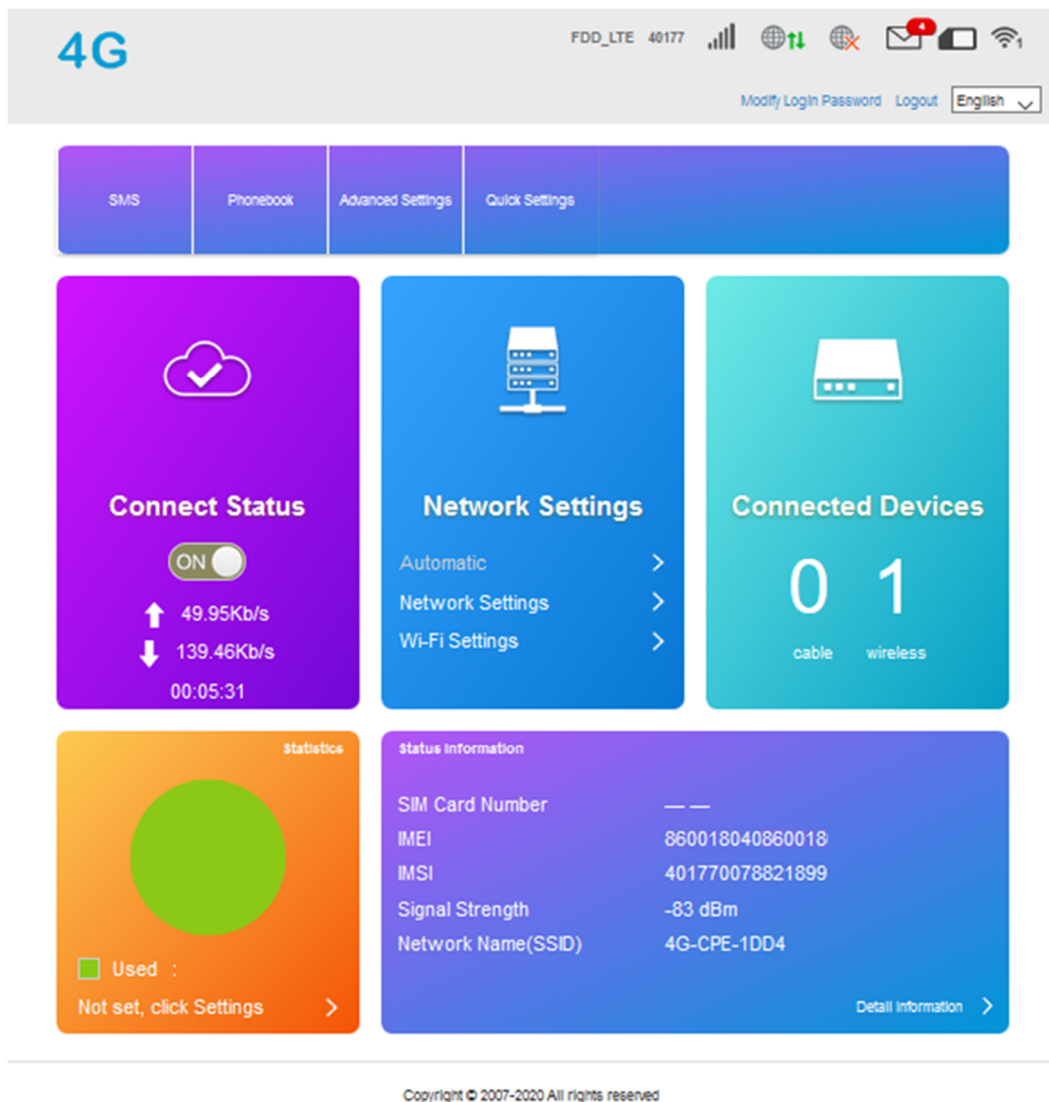 4G
FDD_LTE 40177
4
1
Modify Login Password Logout English
SMS Phonebook Advanced Settings Quick Settings
Connect Status
ON
49.95Kb/s
139.46Kb/s
00:05:31
Network Settings
Automatic
Network Settings
Wi-Fi Settings
Connected Devices
0 1
cable wireless
Statistics
Used :
Not set, click Settings
Status Information
SIM Card Number — —
IMEI 860018040860018
IMSI 401770078821899
Signal Strength -83 dBm
Network Name(SSID) 4G-CPE-1DD4
Detail Information
Copyright © 2007-2020 All rights reserved